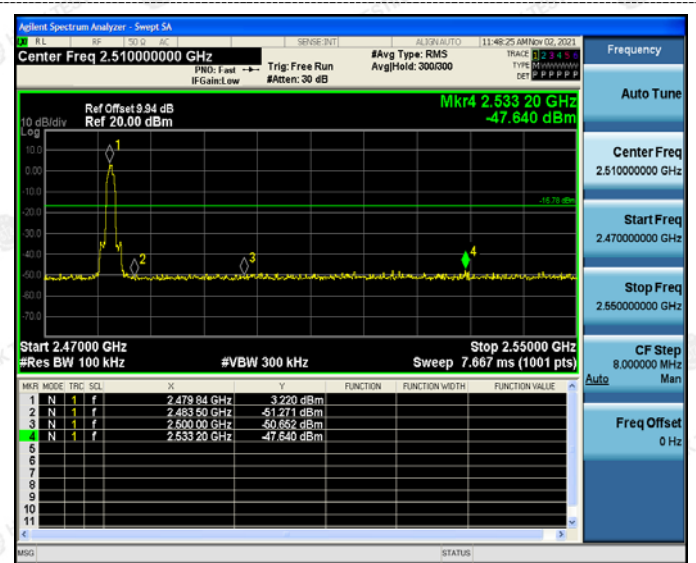 Agilent Spectrum Analyzer - Swept SA
RL RF 50 Ω AC SENSE:INT ALIGNAUTO 11:48:25 AM Nov 02, 2021
Center Freq 2.510000000 GHz
PNO: Fast
IFGain:Low
Trig: Free Run
#Atten: 30 dB
#Avg Type: RMS
Avg|Hold: 300/300
TRACE 1 2 3 4 5 6
TYPE MWWWWW
DET P P P P P P
Ref Offset 9.94 dB
Ref 20.00 dBm
10 dB/div
Log
Mkr4 2.533 20 GHz
-47.640 dBm
10.0
0.00
-10.0
-20.0
-30.0
-40.0
-50.0
-60.0
-70.0
1
2
3
4
-16.78 dBm
Start 2.47000 GHz
Stop 2.55000 GHz
#Res BW 100 kHz #VBW 300 kHz Sweep 7.667 ms (1001 pts)
MKR MODE TRC SCL X Y FUNCTION FUNCTION WIDTH FUNCTION VALUE
1 N 1 f 2.479 84 GHz 3.220 dBm
2 N 1 f 2.483 50 GHz -51.271 dBm
3 N 1 f 2.500 00 GHz -50.652 dBm
4 N 1 f 2.533 20 GHz -47.640 dBm
5
6
7
8
9
10
11
MSG STATUS
Frequency
Auto Tune
Center Freq
2.510000000 GHz
Start Freq
2.470000000 GHz
Stop Freq
2.550000000 GHz
CF Step
8.000000 MHz
Auto Man
Freq Offset
0 Hz